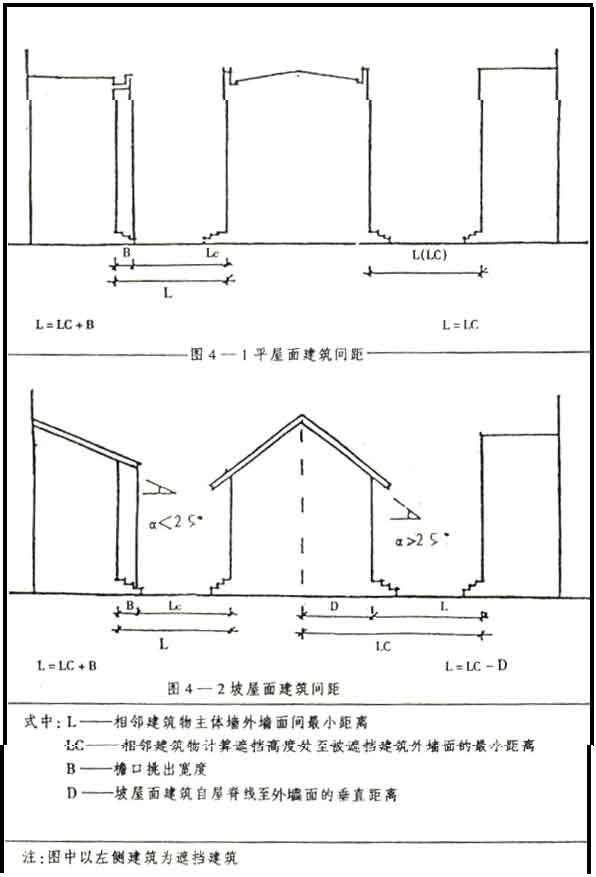 B Lc L(LC)
L
L = LC + B L = LC
图 4 — 1 平屋面建筑间距
α<25° α>25°
B Lc D L
L LC
L = LC + B L = LC − D
图 4 — 2 坡屋面建筑间距
式中: L —— 相邻建筑物主体墙外墙面间最小距离
LC —— 相邻建筑物计算遮挡高度处至被遮挡建筑外墙面的最小距离
B —— 檐口挑出宽度
D —— 坡屋面建筑自屋脊线至外墙面的垂直距离
注: 图中以左侧建筑为遮挡建筑